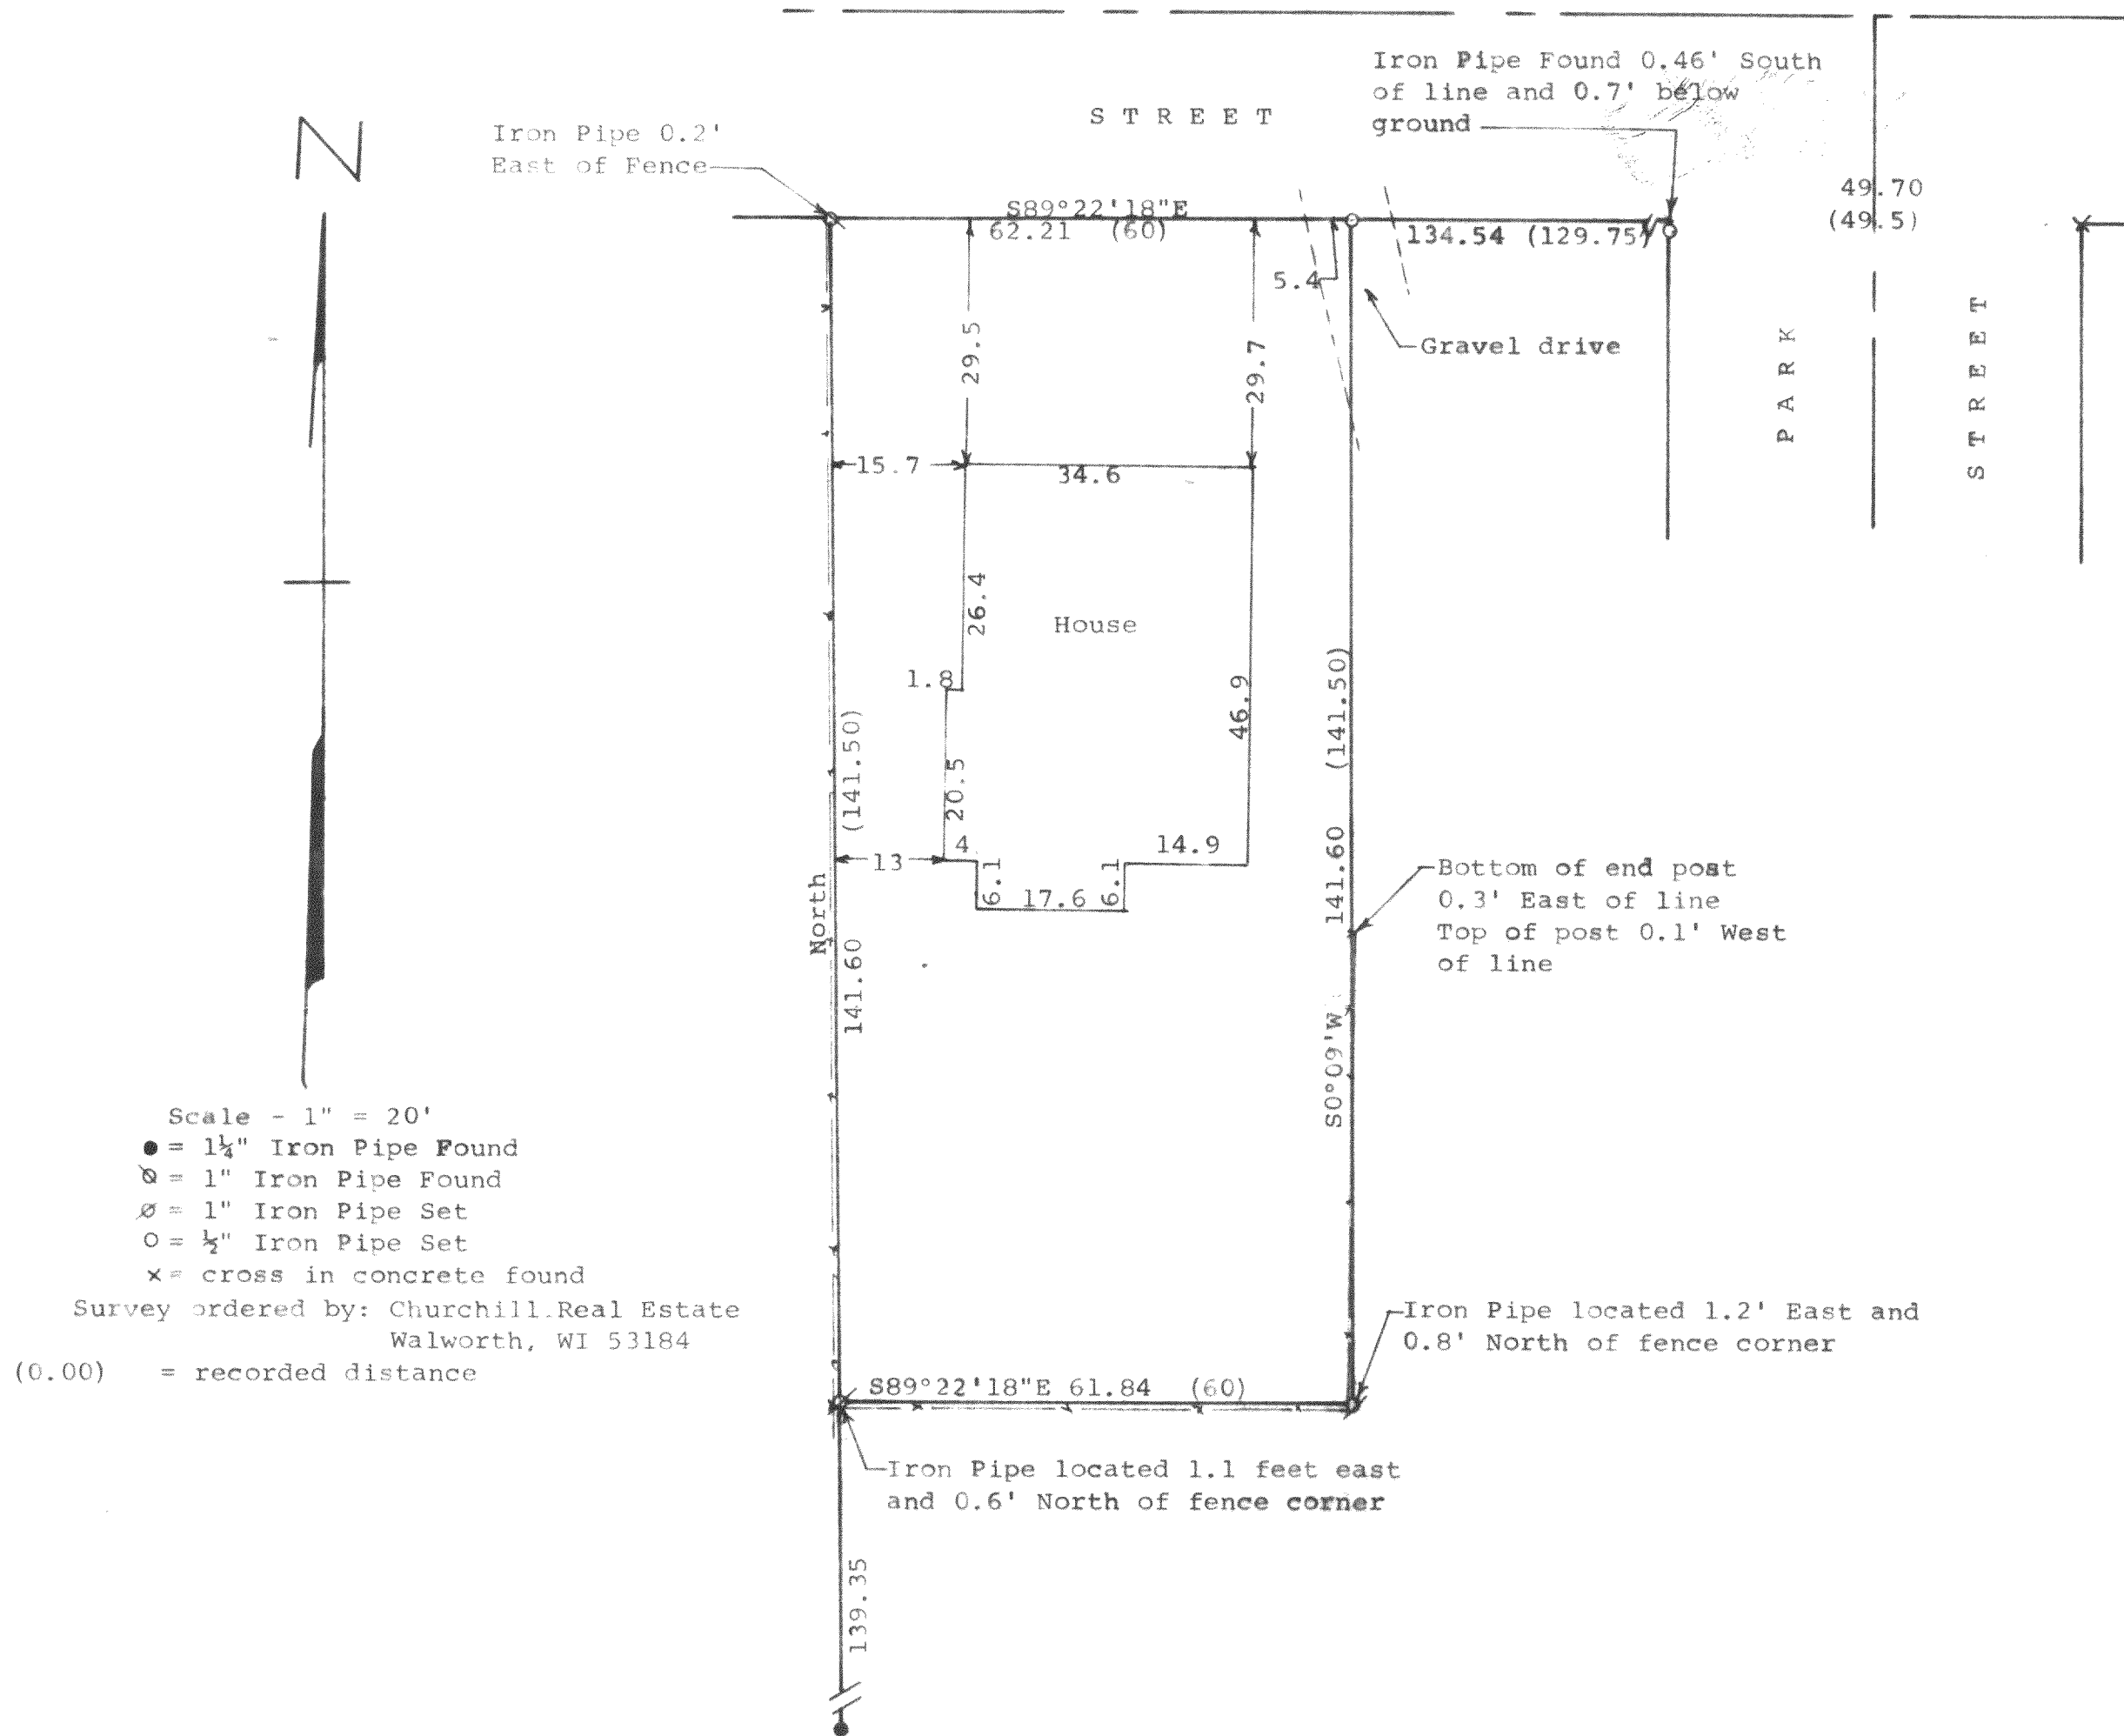 Iron Pipe Found 0.46' South
of line and 0.7' below
ground
STREET
Iron Pipe 0.2'
East of Fence
N
49.70
(49.5)
S89°22'18"E
62.21 (60)
134.54 (129.75)
5.4
Gravel drive
PARK
STREET
29.5
29.7
15.7
34.6
26.4
House
1.8
46.9
(141.50)
(141.50)
20.5
4
14.9
13
6.1
17.6
6.1
North
141.60
141.60
Bottom of end post
0.3' East of line
Top of post 0.1' West
of line
S0°09'W
Scale - 1" = 20'
● = 1¼" Iron Pipe Found
= 1" Iron Pipe Found
ø = 1" Iron Pipe Set
O = ½" Iron Pipe Set
x = cross in concrete found
Survey ordered by: Churchill Real Estate
Walworth, WI 53184
(0.00) = recorded distance
Iron Pipe located 1.2' East and
0.8' North of fence corner
S89°22'18"E 61.84 (60)
Iron Pipe located 1.1 feet east
and 0.6' North of fence corner
139.35